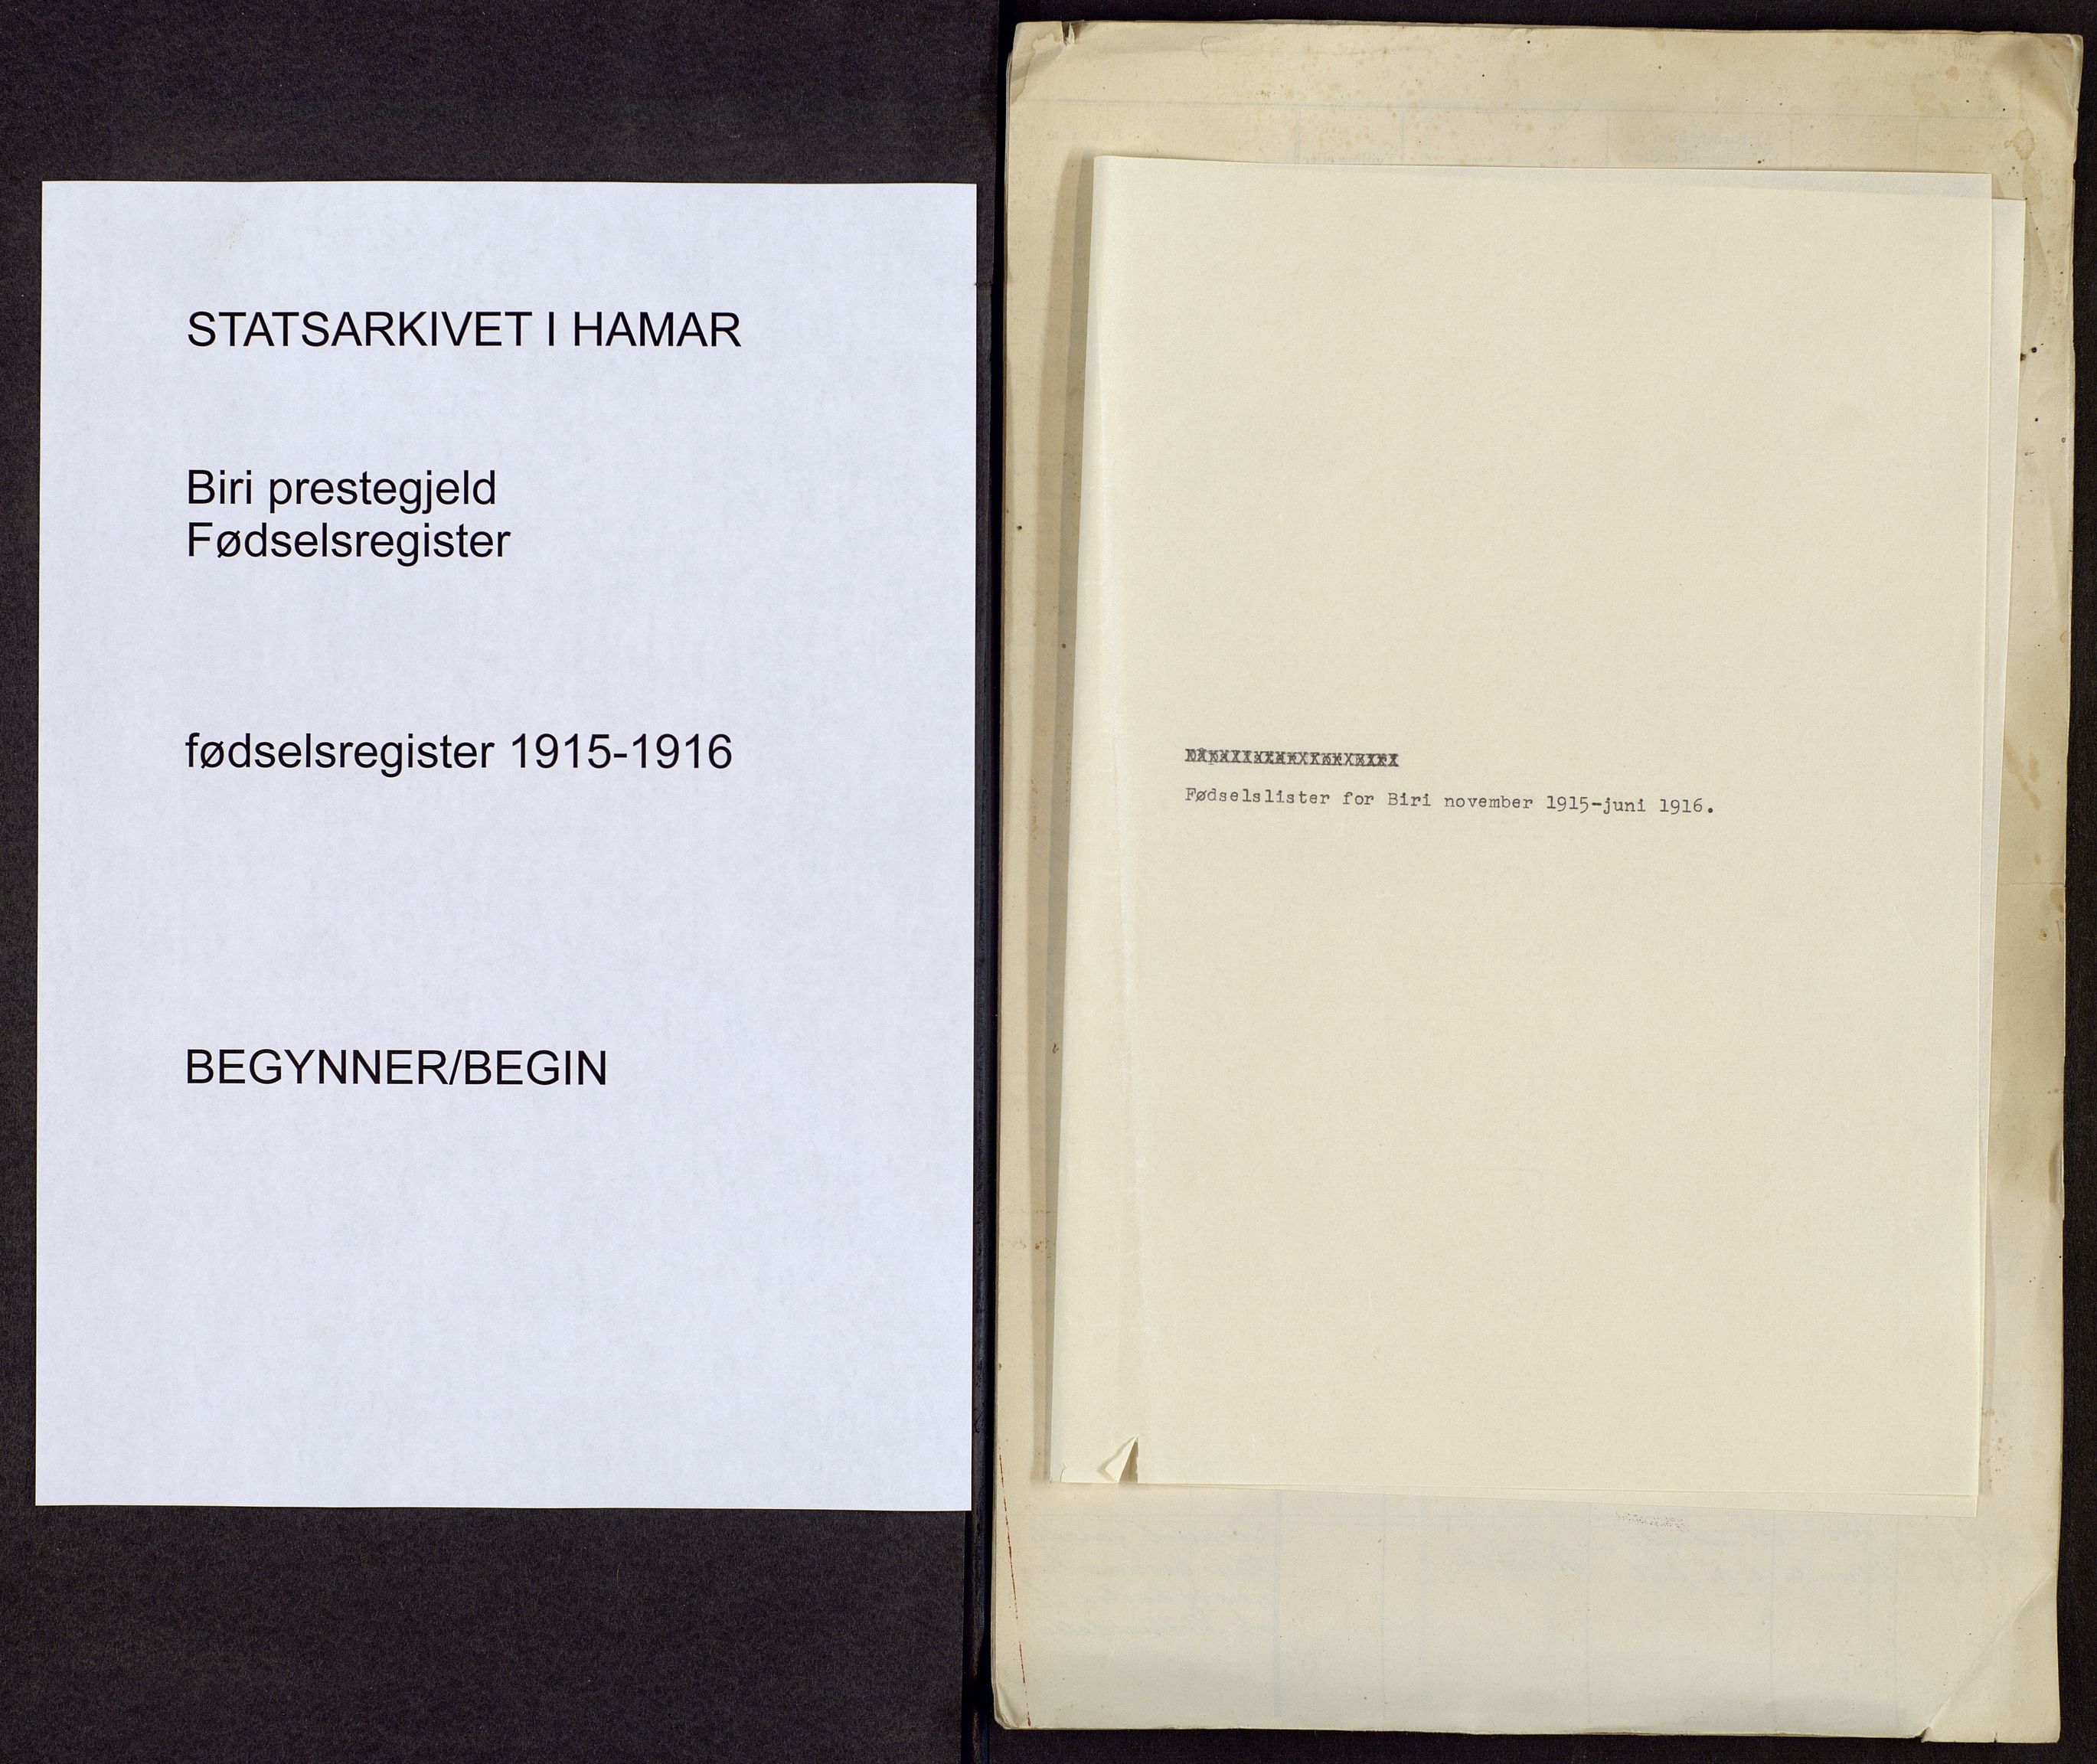 STATSARKIVET I HAMAR
Biri prestegjeld
Fødselsregister
fødselsregister 1915-1916
BEGYNNER/BEGIN
Fødselslister for Biri november 1915-juni 1916.